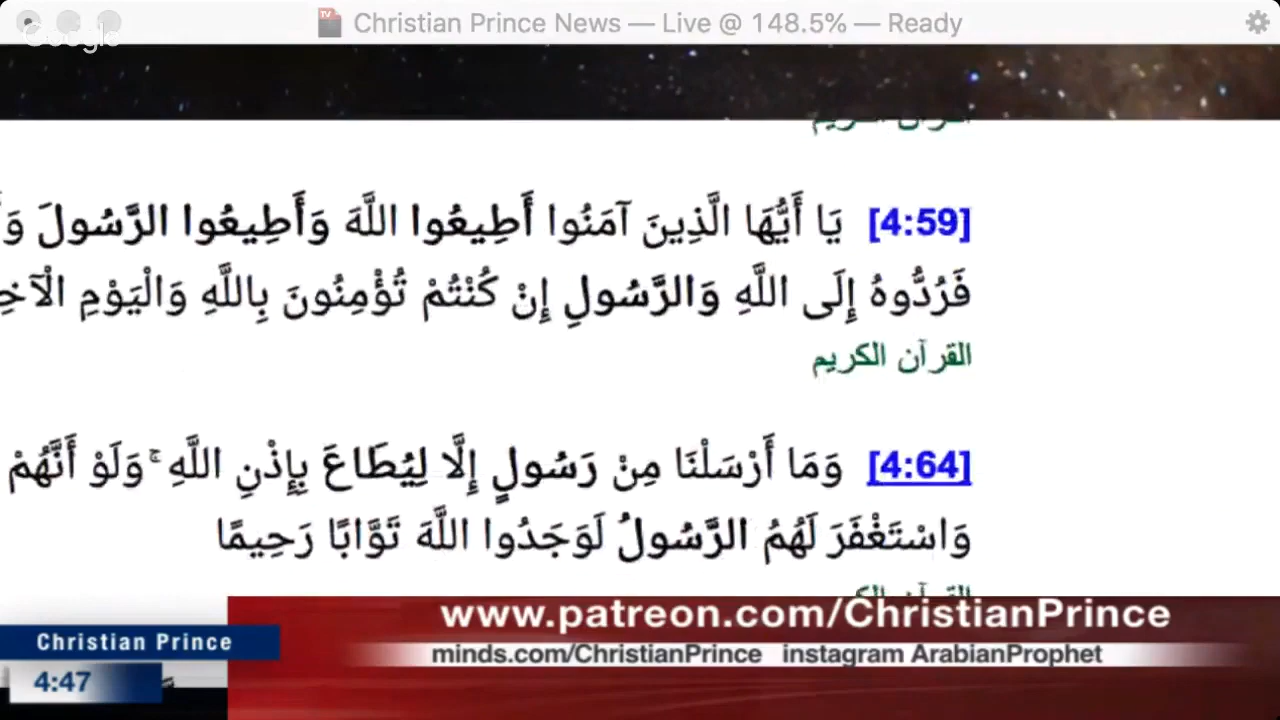 Christian Prince News — Live @ 148.5% — Ready
Google
[4:59] يَا أَيُّهَا الَّذِينَ آمَنُوا أَطِيعُوا اللَّهَ وَأَطِيعُوا الرَّسُولَ
فَرُدُّوهُ إِلَى اللَّهِ وَالرَّسُولِ إِنْ كُنْتُمْ تُؤْمِنُونَ بِاللَّهِ وَالْيَوْمِ
القرآن الكريم
[4:64] وَمَا أَرْسَلْنَا مِنْ رَسُولٍ إِلَّا لِيُطَاعَ بِإِذْنِ اللَّهِ ۚ وَلَوْ أَنَّهُمْ
وَاسْتَغْفَرَ لَهُمُ الرَّسُولُ لَوَجَدُوا اللَّهَ تَوَّابًا رَحِيمًا
www.patreon.com/ChristianPrince
Christian Prince
minds.com/ChristianPrince instagram ArabianProphet
4:47